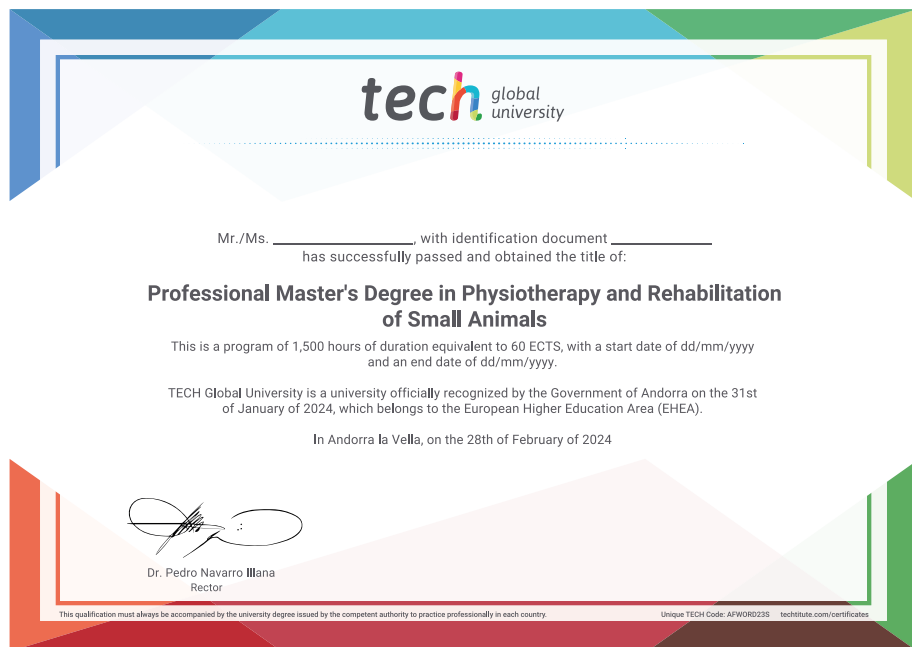 tech global university
Mr./Ms. ________________, with identification document ____________
has successfully passed and obtained the title of:
Professional Master's Degree in Physiotherapy and Rehabilitation
of Small Animals
This is a program of 1,500 hours of duration equivalent to 60 ECTS, with a start date of dd/mm/yyyy
and an end date of dd/mm/yyyy.
TECH Global University is a university officially recognized by the Government of Andorra on the 31st
of January of 2024, which belongs to the European Higher Education Area (EHEA).
In Andorra la Vella, on the 28th of February of 2024
Dr. Pedro Navarro Illana
Rector
This qualification must always be accompanied by the university degree issued by the competent authority to practice professionally in each country.
Unique TECH Code: AFWORD23S techtitute.com/certificates